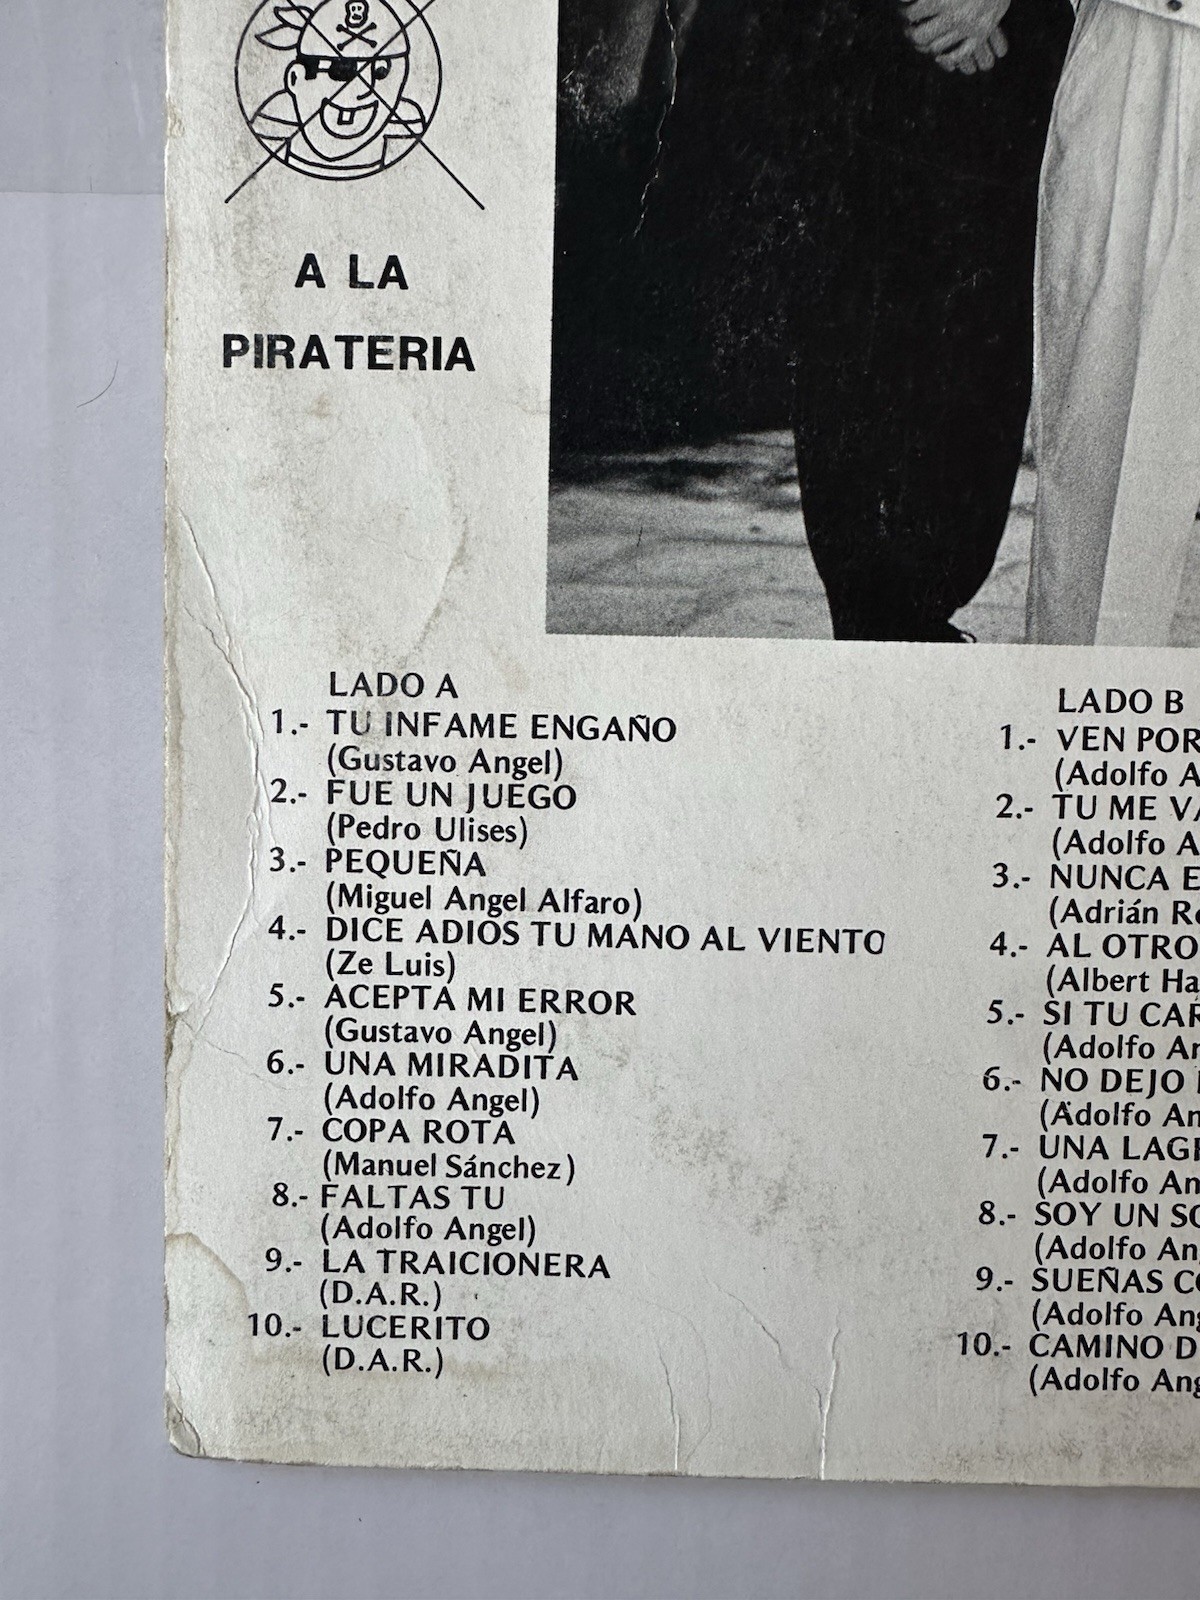 A LA
PIRATERIA
LADO A
1.- TU INFAME ENGAÑO
(Gustavo Angel)
2.- FUE UN JUEGO
(Pedro Ulises)
3.- PEQUEÑA
(Miguel Angel Alfaro)
4.- DICE ADIOS TU MANO AL VIENTO
(Ze Luis)
5.- ACEPTA MI ERROR
(Gustavo Angel)
6.- UNA MIRADITA
(Adolfo Angel)
7.- COPA ROTA
(Manuel Sánchez)
8.- FALTAS TU
(Adolfo Angel)
9.- LA TRAICIONERA
(D.A.R.)
10.- LUCERITO
(D.A.R.)
LADO B
1.- VEN POR
(Adolfo
2.- TU ME
(Adolfo
3.- NUNCA
(Adrián
4.- AL OTRO
(Albert
5.- SI TU
(Adolfo
6.- NO DEJO
(Adolfo
7.- UNA
(Adolfo
8.- SOY UN
(Adolfo
9.- SUEÑAS
(Adolfo
10.- CAMINO
(Adolfo